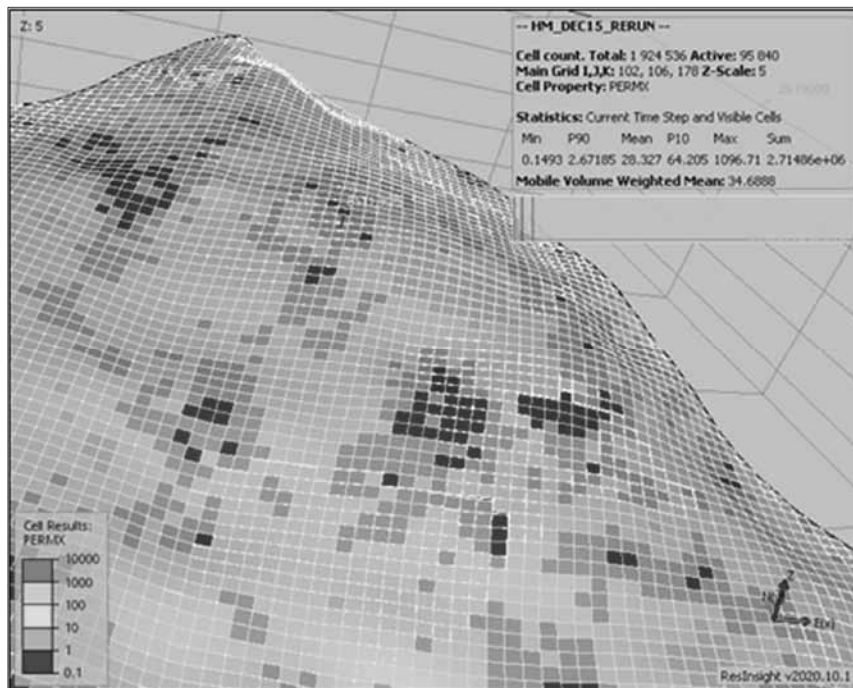 Z: 5
-- HM_DEC15_RERUN --
Cell count. Total: 1 924 536 Active: 95 840
Main Grid I,J,K: 102, 106, 178 Z-Scale: 5
Cell Property: PERMX
Statistics: Current Time Step and Visible Cells
Min P90 Mean P10 Max Sum
0.1493 2.67185 28.327 64.205 1096.71 2.71486e+06
Mobile Volume Weighted Mean: 34.6888
Cell Results:
PERMX
10000
1000
100
10
1
0.1
Z
E(x)
ResInsight v2020.10.1